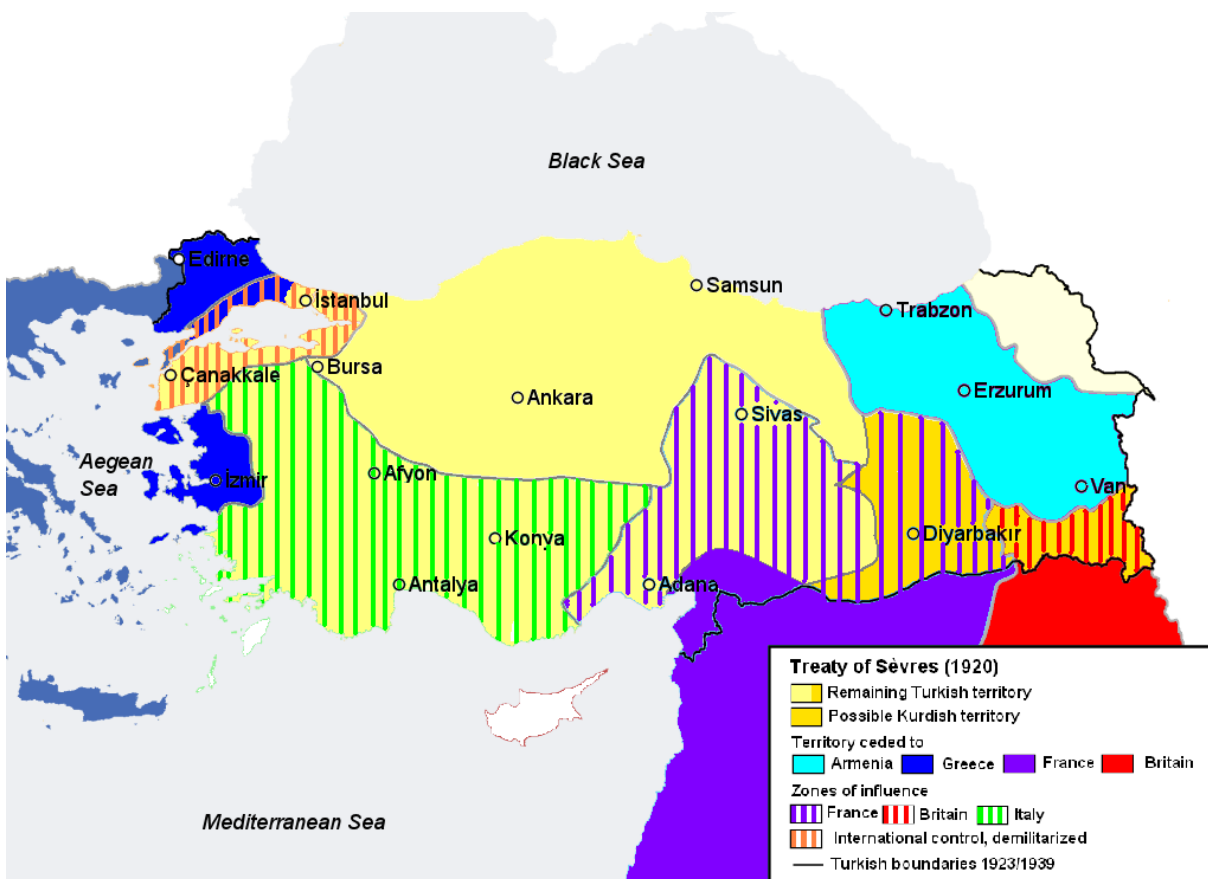 Black Sea
Edirne
İstanbul
Samsun
Trabzon
Bursa
Çanakkale
Ankara
Erzurum
Sivas
Aegean
Sea
İzmir
Afyon
Van
Konya
Diyarbakır
Antalya
Adana
Mediterranean Sea
Treaty of Sèvres (1920)
Remaining Turkish territory
Possible Kurdish territory
Territory ceded to
Armenia Greece France Britain
Zones of influence
France Britain Italy
International control, demilitarized
Turkish boundaries 1923/1939